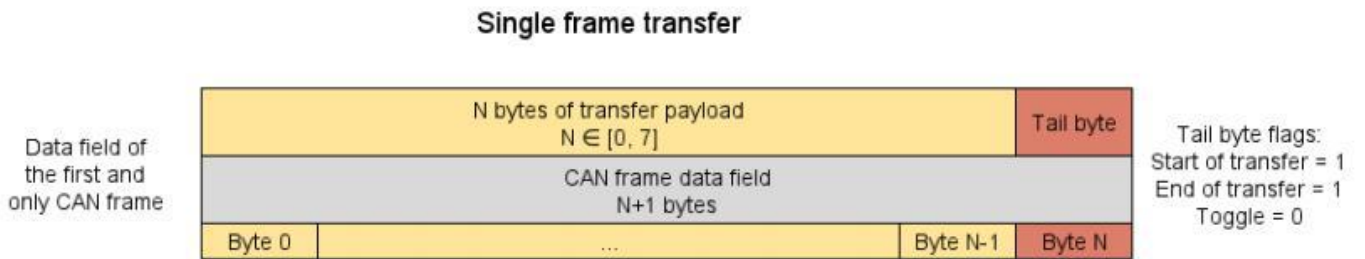 Single frame transfer
Data field of
the first and
only CAN frame
N bytes of transfer payload
N ∈ [0, 7]
Tail byte
CAN frame data field
N+1 bytes
Byte 0
...
Byte N-1
Byte N
Tail byte flags:
Start of transfer = 1
End of transfer = 1
Toggle = 0